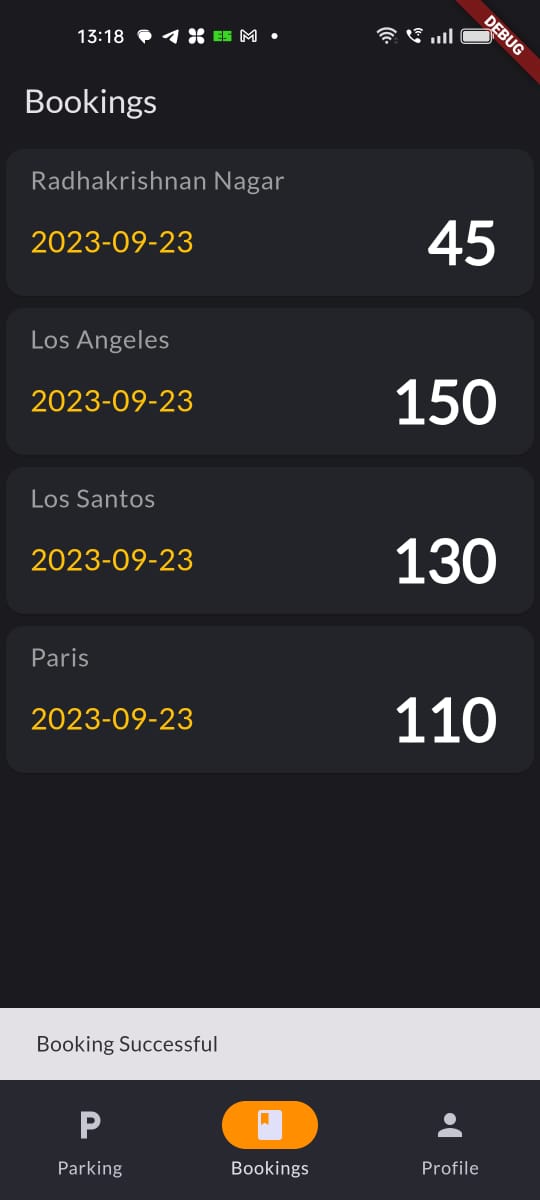 13:18
DEBUG
Bookings
Radhakrishnan Nagar
2023-09-23
45
Los Angeles
2023-09-23
150
Los Santos
2023-09-23
130
Paris
2023-09-23
110
Booking Successful
P
Parking
Bookings
Profile